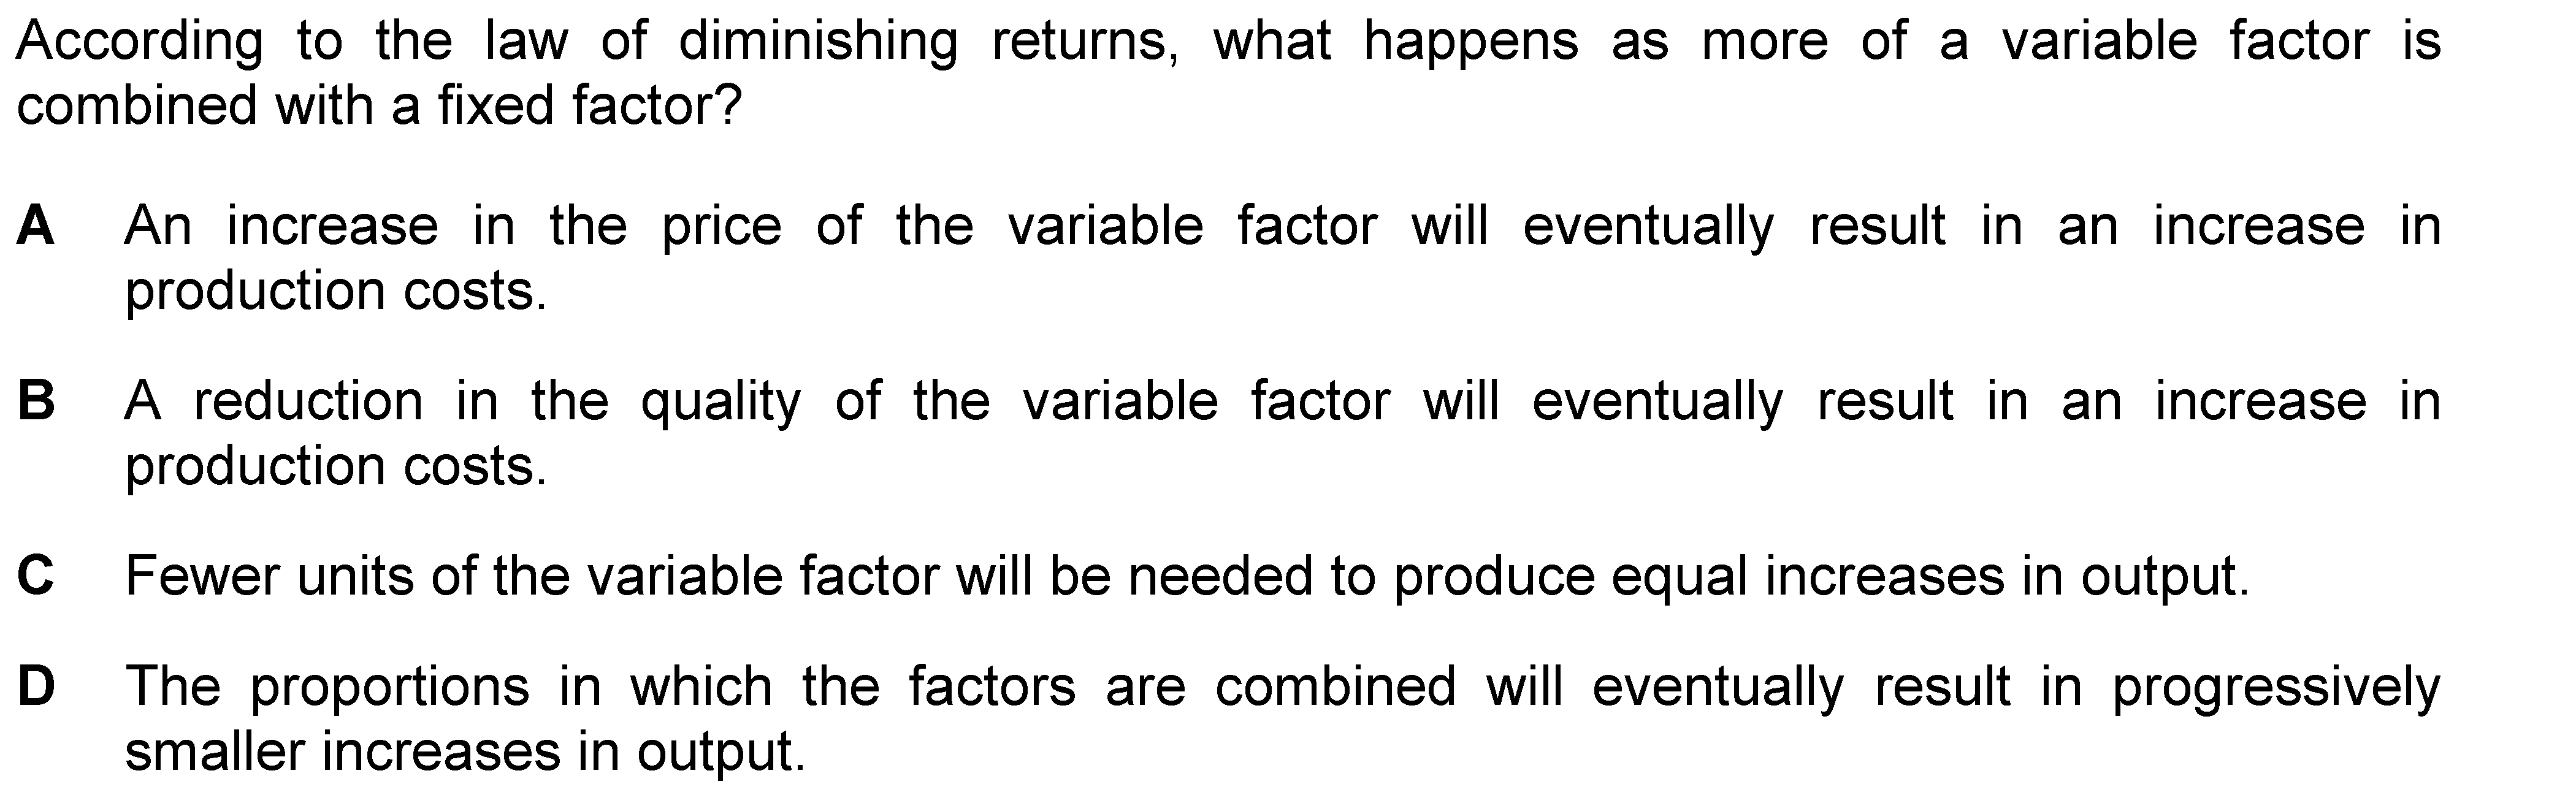 According to the law of diminishing returns, what happens as more of a variable factor is
combined with a fixed factor?
A An increase in the price of the variable factor will eventually result in an increase in
production costs.
B A reduction in the quality of the variable factor will eventually result in an increase in
production costs.
C Fewer units of the variable factor will be needed to produce equal increases in output.
D The proportions in which the factors are combined will eventually result in progressively
smaller increases in output.